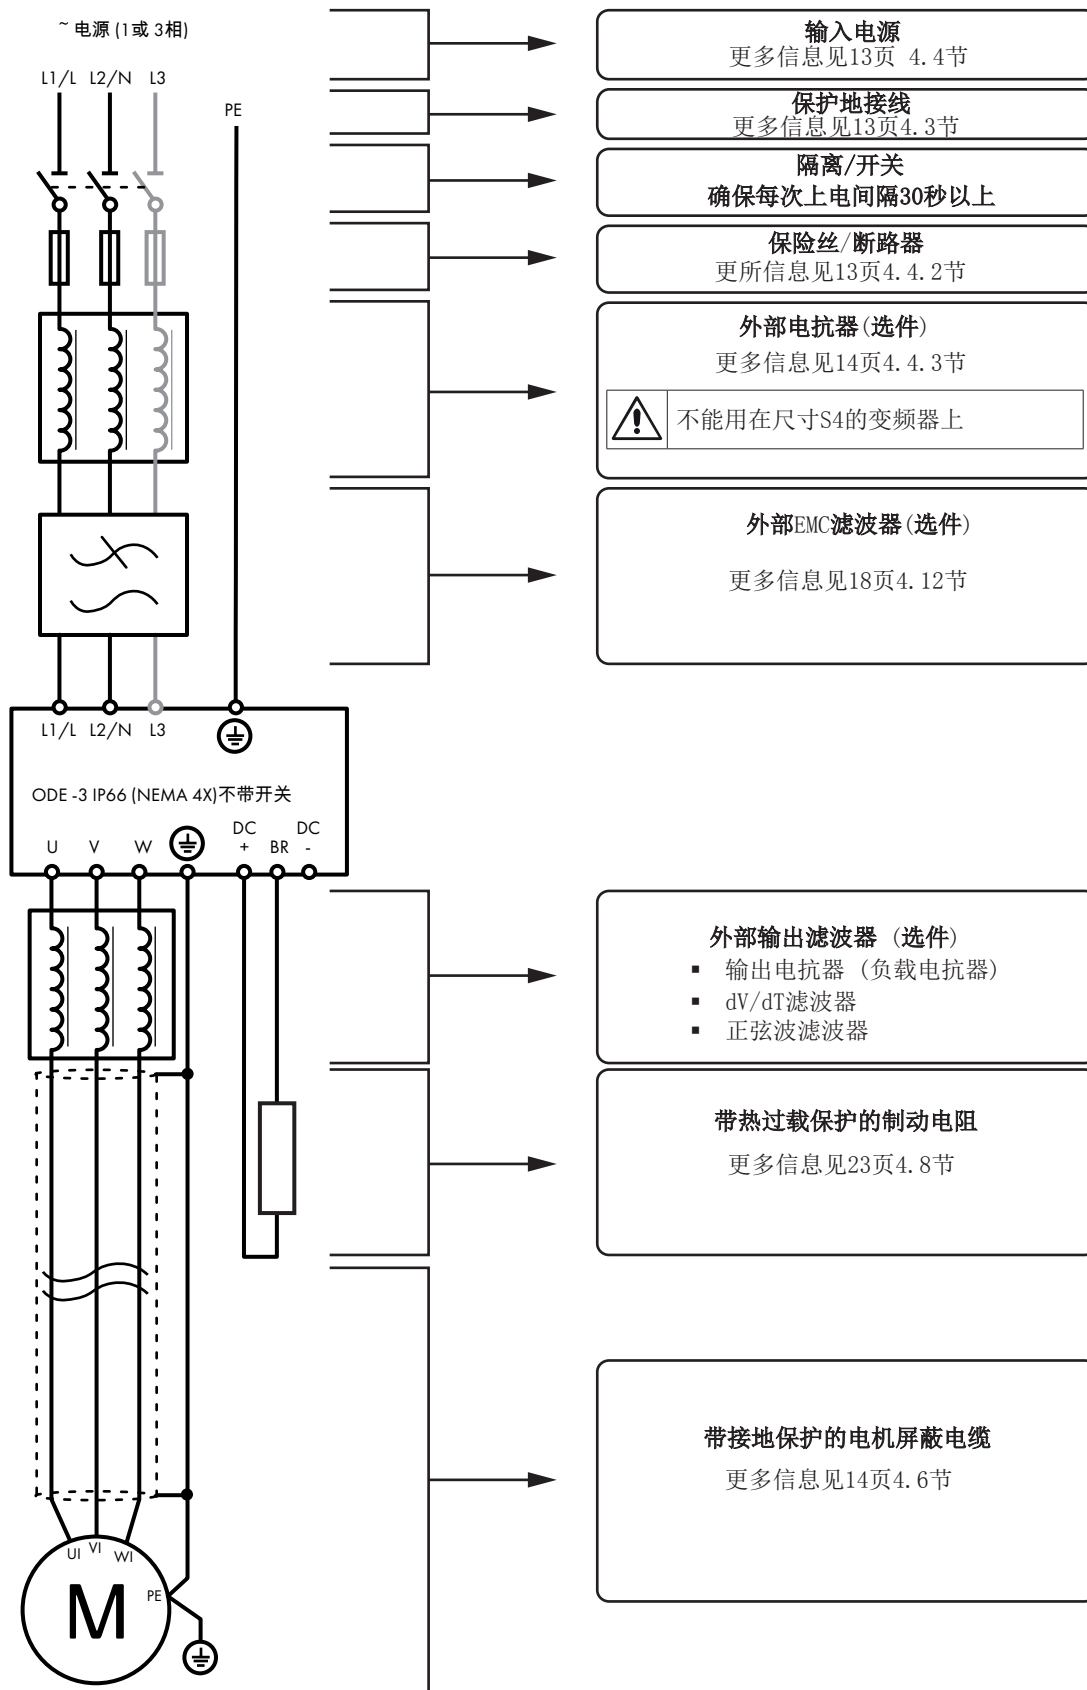 ~ 电源 (1或 3相)
L1/L L2/N L3
PE
输入电源
更多信息见13页 4.4节
保护地接线
更多信息见13页4.3节
隔离/开关
确保每次上电间隔30秒以上
保险丝/断路器
更所信息见13页4.4.2节
外部电抗器(选件)
更多信息见14页4.4.3节
不能用在尺寸S4的变频器上
外部EMC滤波器(选件)
更多信息见18页4.12节
L1/L L2/N L3
ODE -3 IP66 (NEMA 4X)不带开关
U V W DC + BR DC -
外部输出滤波器 (选件)
▪ 输出电抗器 (负载电抗器)
▪ dV/dT滤波器
▪ 正弦波滤波器
带热过载保护的制动电阻
更多信息见23页4.8节
带接地保护的电机屏蔽电缆
更多信息见14页4.6节
UI VI WI
PE
M